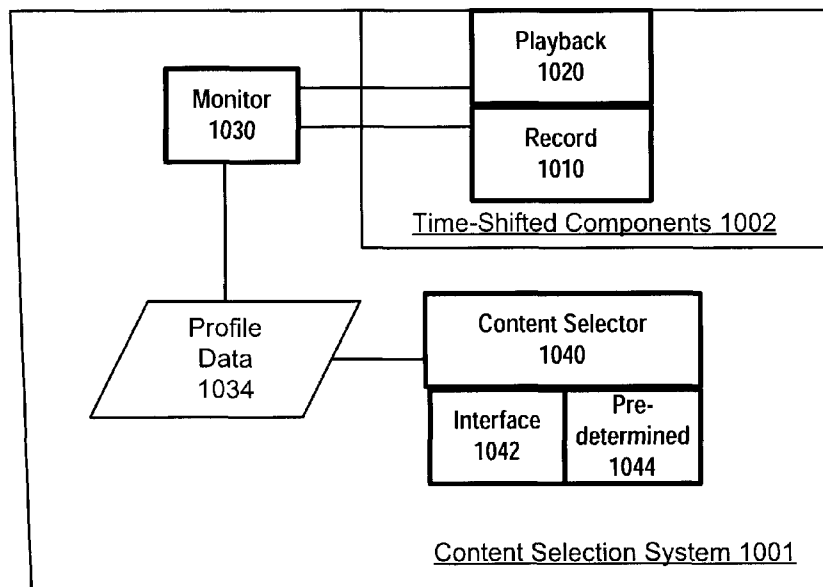 Playback
1020
Monitor
1030
Record
1010
Time-Shifted Components 1002
Profile
Data
1034
Content Selector
1040
Interface
1042
Pre-
determined
1044
Content Selection System 1001